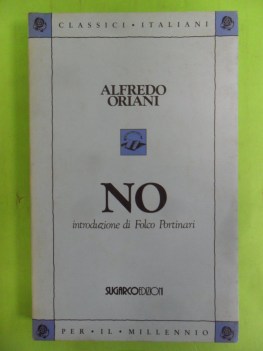 CLASSICI • ITALIANI
ALFREDO
ORIANI
NO
introduzione di Folco Portinari
SUGARCOEDIZIONI
PER • IL • MILLENNIO